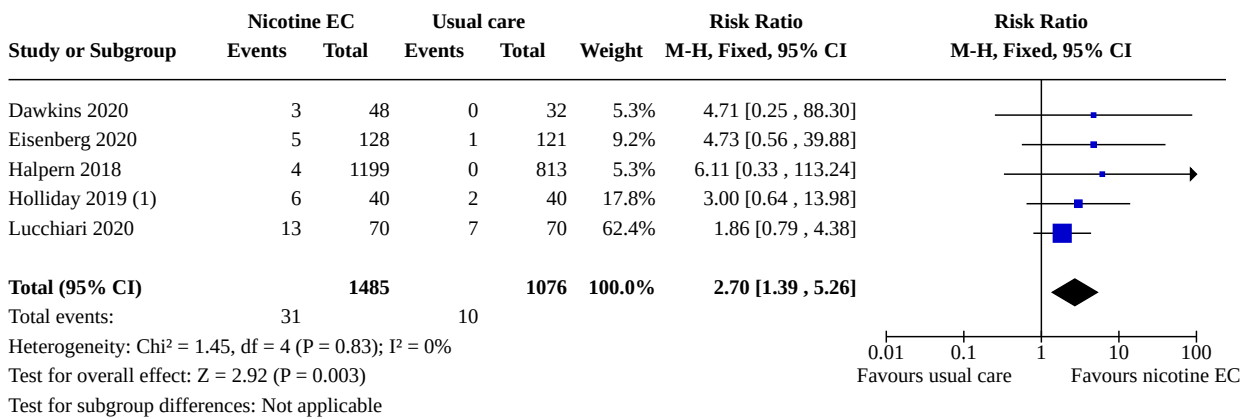 Nicotine EC Usual care Risk Ratio Risk Ratio
Study or Subgroup Events Total Events Total Weight M-H, Fixed, 95% CI M-H, Fixed, 95% CI
Dawkins 2020 3 48 0 32 5.3% 4.71 [0.25 , 88.30]
Eisenberg 2020 5 128 1 121 9.2% 4.73 [0.56 , 39.88]
Halpern 2018 4 1199 0 813 5.3% 6.11 [0.33 , 113.24]
Holliday 2019 (1) 6 40 2 40 17.8% 3.00 [0.64 , 13.98]
Lucchiari 2020 13 70 7 70 62.4% 1.86 [0.79 , 4.38]
Total (95% CI) 1485 1076 100.0% 2.70 [1.39 , 5.26]
Total events: 31 10
Heterogeneity: Chi² = 1.45, df = 4 (P = 0.83); I² = 0%
0.01 0.1 1 10 100
Test for overall effect: Z = 2.92 (P = 0.003)
Favours usual care Favours nicotine EC
Test for subgroup differences: Not applicable